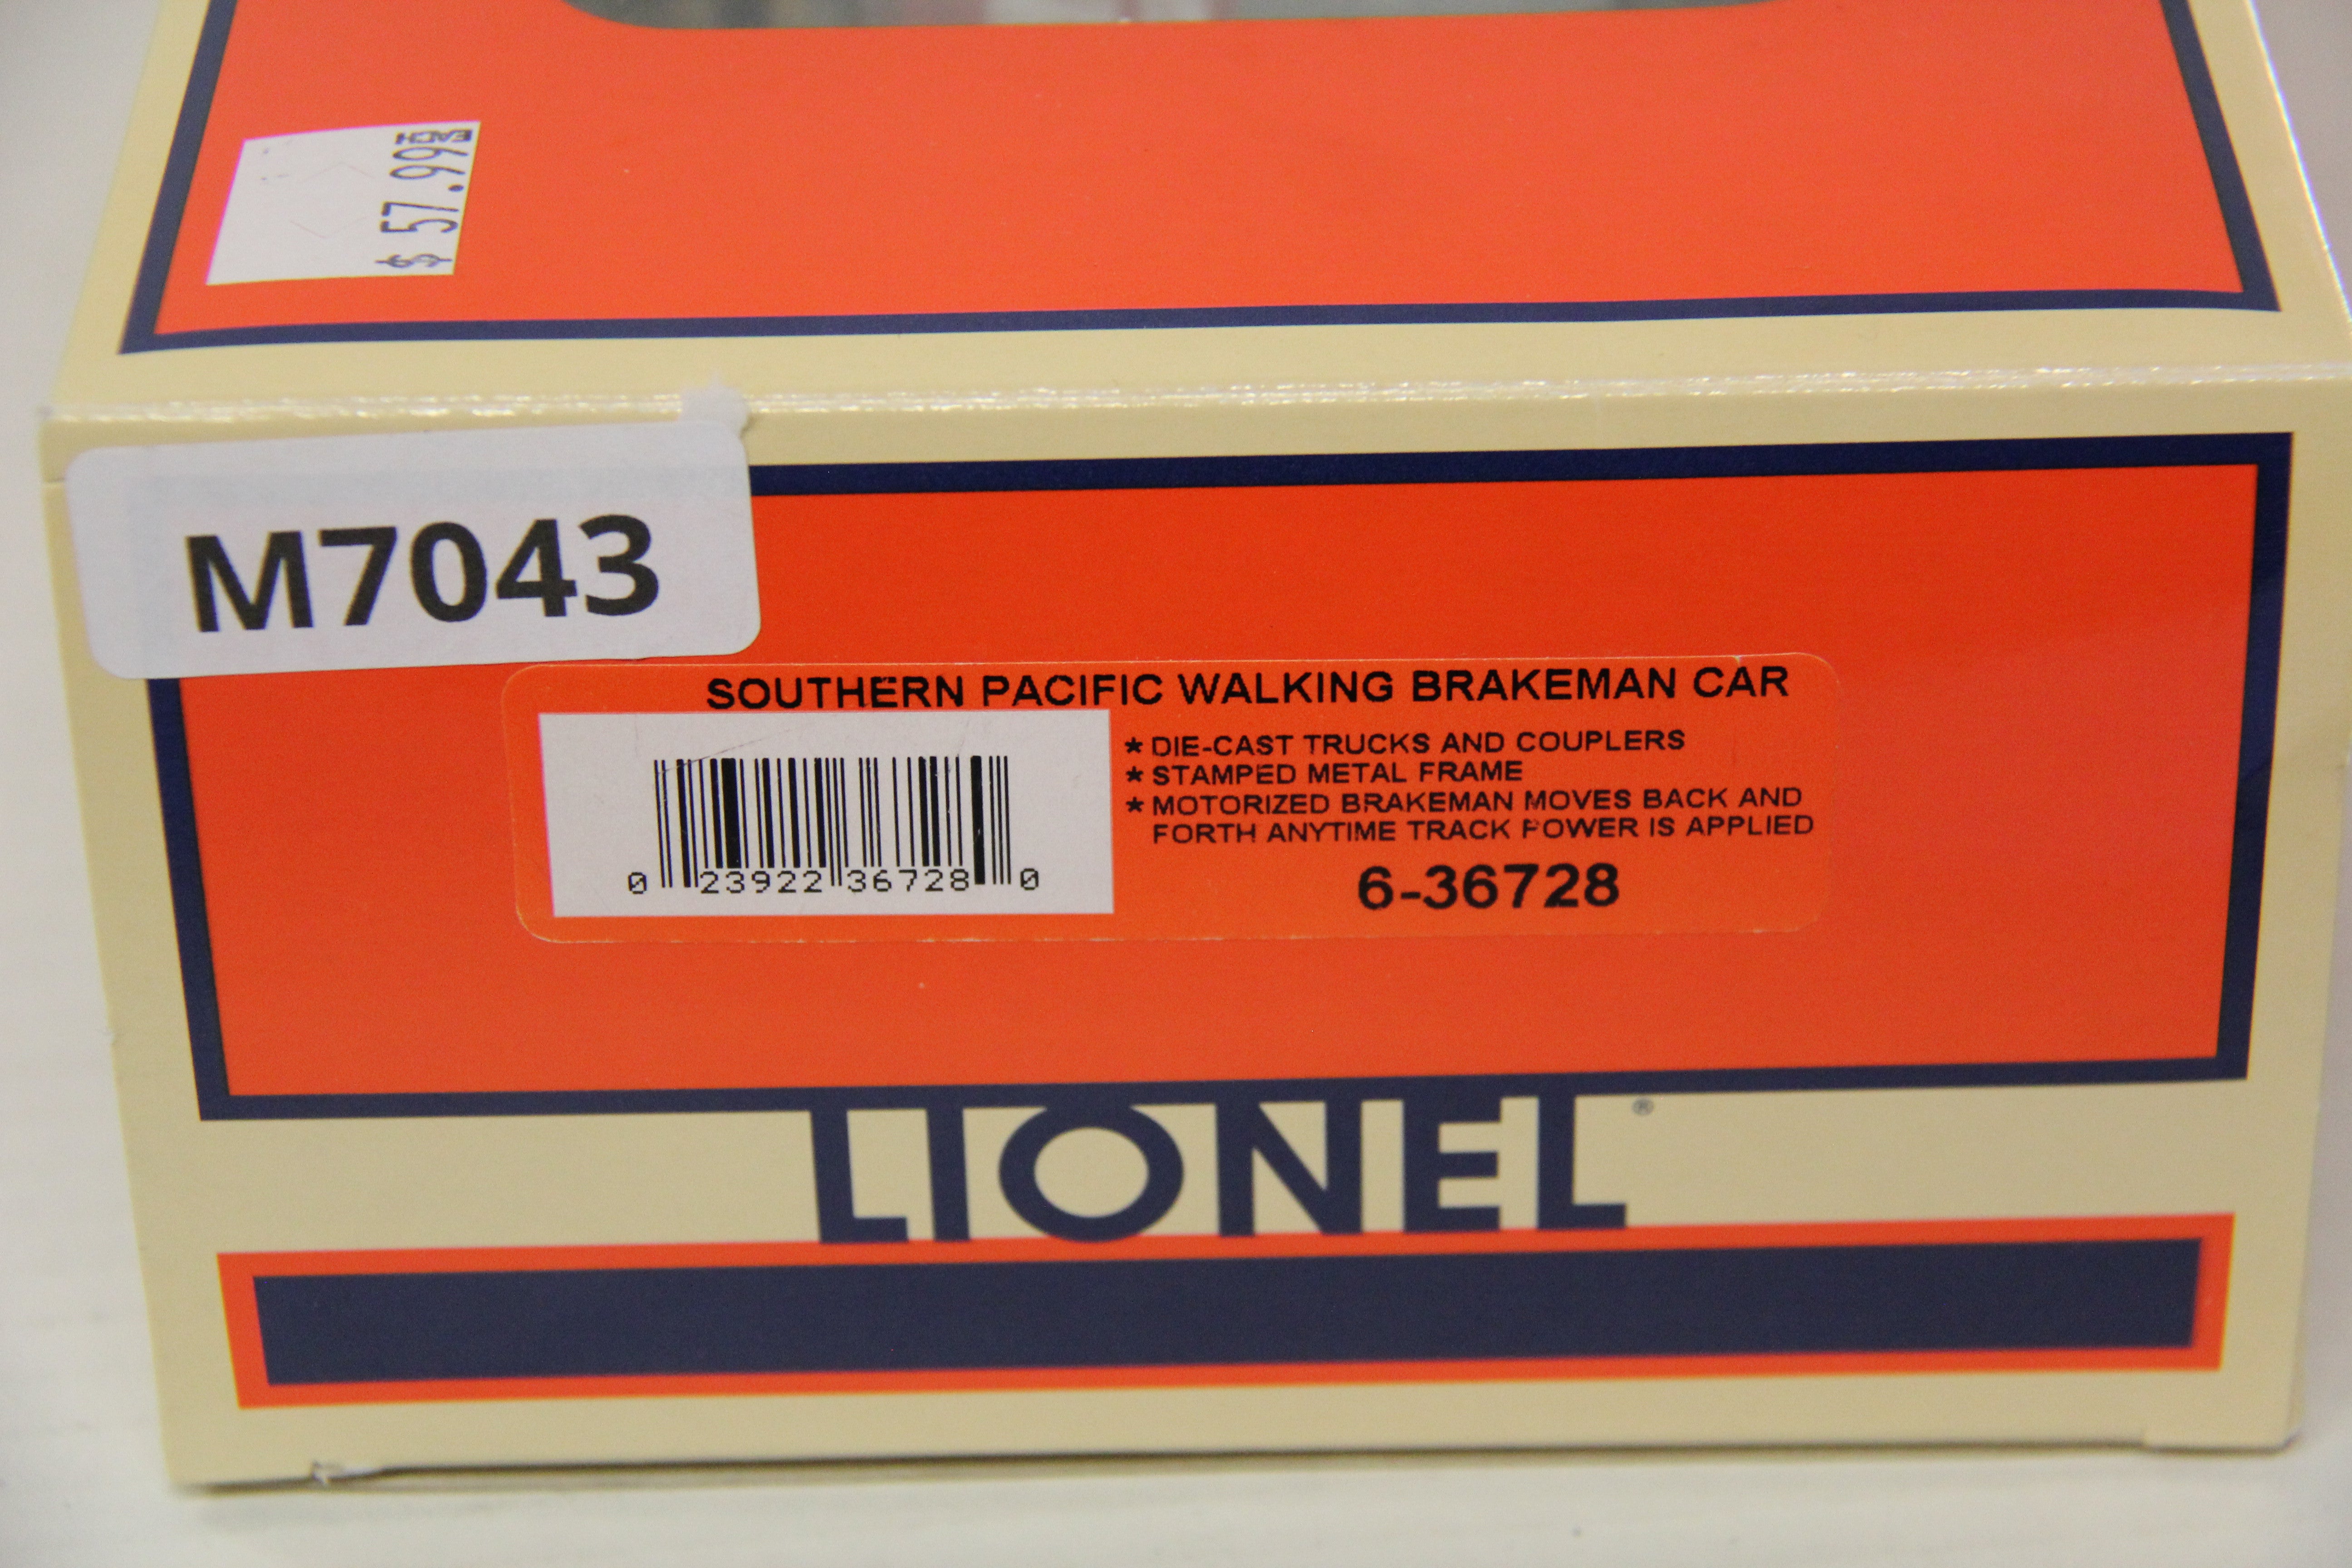 $ 57.99
M7043
SOUTHERN PACIFIC WALKING BRAKEMAN CAR
* DIE-CAST TRUCKS AND COUPLERS
* STAMPED METAL FRAME
* MOTORIZED BRAKEMAN MOVES BACK AND
FORTH ANYTIME TRACK POWER IS APPLIED
0 23922 36728 0
6-36728
LIONEL®